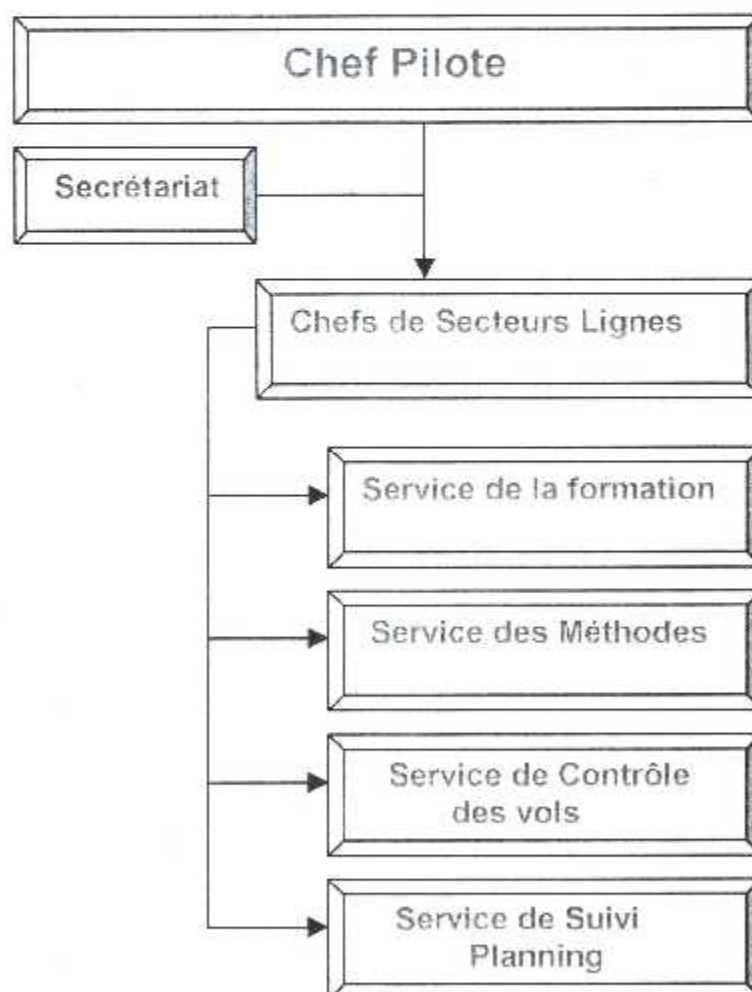 Chef Pilote
Secrétariat
Chefs de Secteurs Lignes
Service de la formation
Service des Méthodes
Service de Contrôle
des vols
Service de Suivi
Planning